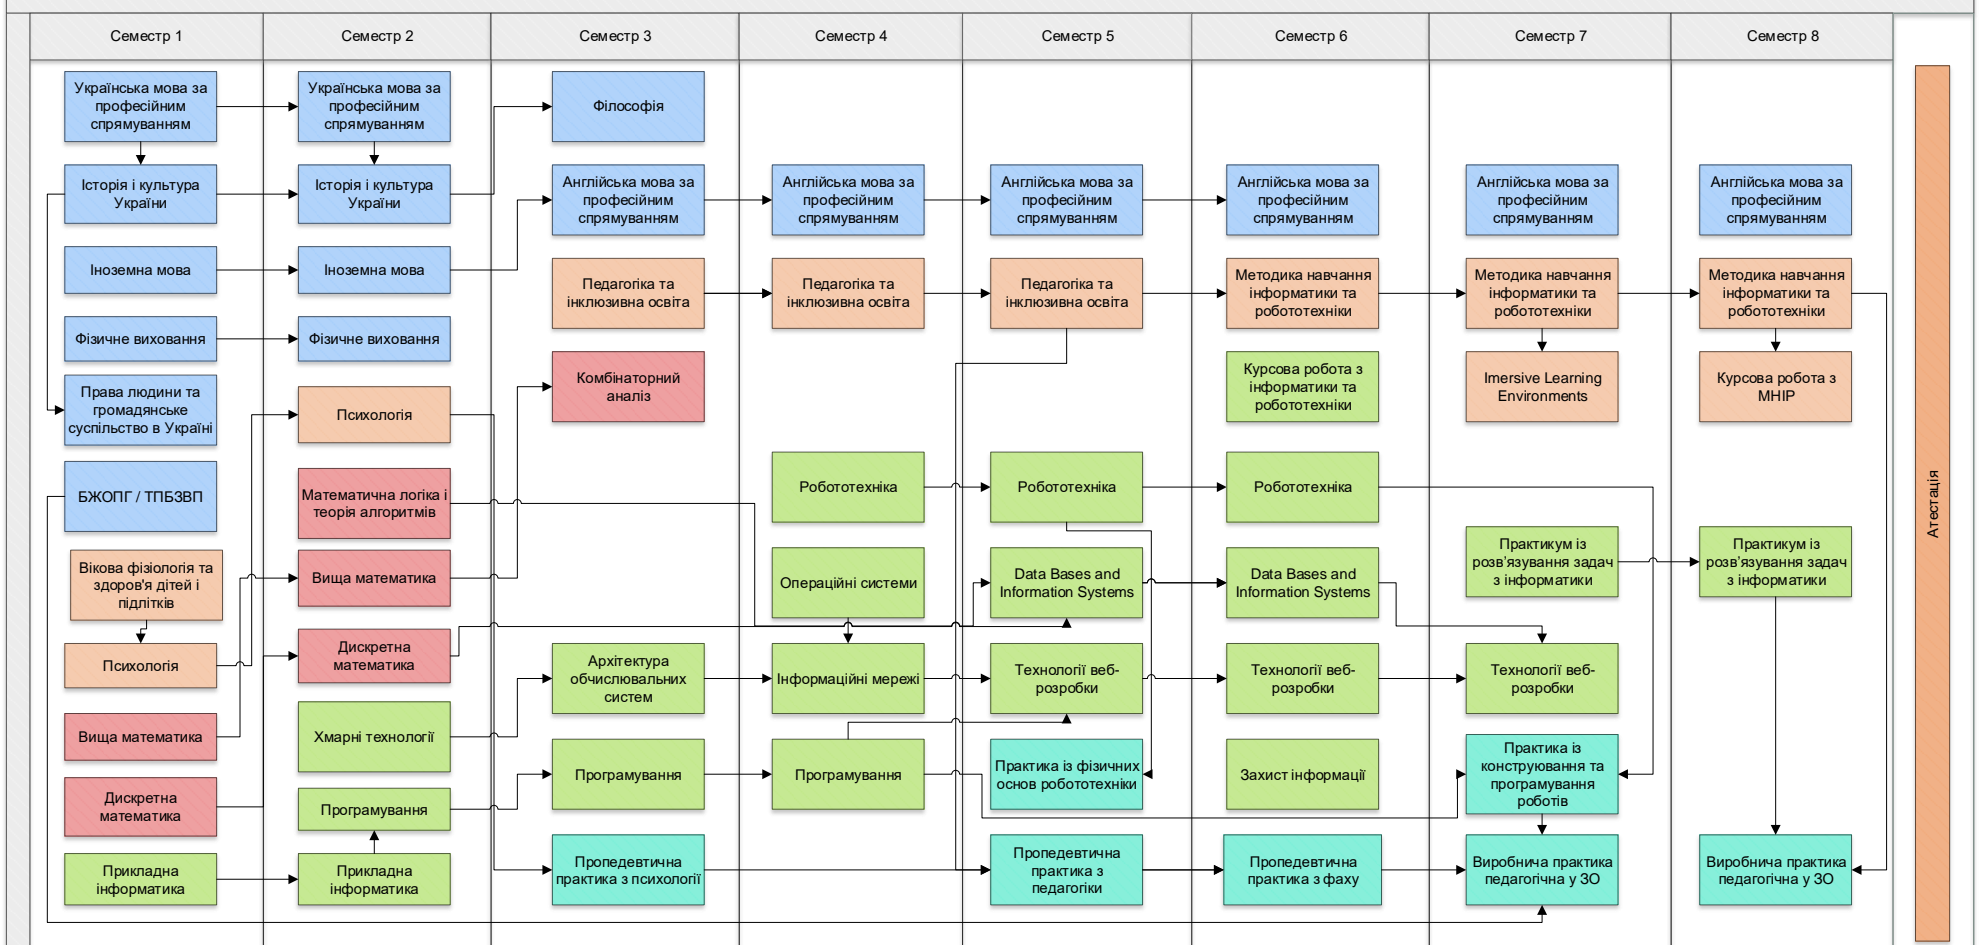 Семестр 1
Семестр 2
Семестр 3
Семестр 4
Семестр 5
Семестр 6
Семестр 7
Семестр 8
Українська мова за
професійним
спрямуванням
Історія і культура
України
Іноземна мова
Фізичне виховання
Права людини та
громадянське
суспільство в Україні
БЖОПГ / ТПБЗВП
Вікова фізіологія та
здоров'я дітей і
підлітків
Психологія
Вища математика
Дискретна
математика
Прикладна
інформатика
Українська мова за
професійним
спрямуванням
Історія і культура
України
Іноземна мова
Фізичне виховання
Психологія
Математична логіка і
теорія алгоритмів
Вища математика
Дискретна
математика
Хмарні технології
Програмування
Прикладна
інформатика
Філософія
Англійська мова за
професійним
спрямуванням
Педагогіка та
інклюзивна освіта
Комбінаторний
аналіз
Архітектура
обчислювальних
систем
Програмування
Пропедевтична
практика з психології
Англійська мова за
професійним
спрямуванням
Педагогіка та
інклюзивна освіта
Робототехніка
Операційні системи
Інформаційні мережі
Програмування
Англійська мова за
професійним
спрямуванням
Педагогіка та
інклюзивна освіта
Робототехніка
Data Bases and
Information Systems
Технології веб-
розробки
Практика із фізичних
основ робототехніки
Пропедевтична
практика з
педагогіки
Англійська мова за
професійним
спрямуванням
Методика навчання
інформатики та
робототехніки
Курсова робота з
інформатики та
робототехніки
Робототехніка
Data Bases and
Information Systems
Технології веб-
розробки
Захист інформації
Пропедевтична
практика з фаху
Англійська мова за
професійним
спрямуванням
Методика навчання
інформатики та
робототехніки
Imersive Learning
Environments
Практикум із
розв'язування задач
з інформатики
Технології веб-
розробки
Практика із
конструювання та
програмування
роботів
Виробнича практика
педагогічна у ЗО
Англійська мова за
професійним
спрямуванням
Методика навчання
інформатики та
робототехніки
Курсова робота з
МНІР
Практикум із
розв'язування задач
з інформатики
Виробнича практика
педагогічна у ЗО
Атестація